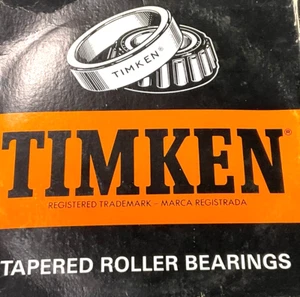 TIMKEN®
TIMKEN®
REGISTERED TRADEMARK - MARCA REGISTRADA
TAPERED ROLLER BEARINGS